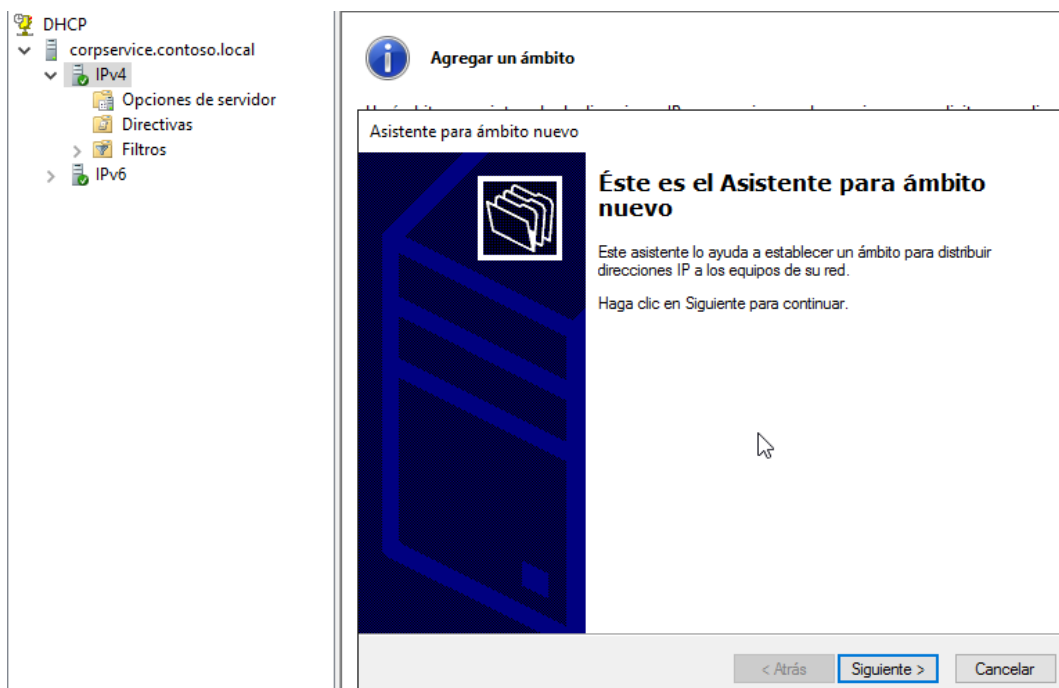 DHCP
corpservice.contoso.local
IPv4
Opciones de servidor
Directivas
Filtros
IPv6
Agregar un ámbito
Asistente para ámbito nuevo
Éste es el Asistente para ámbito
nuevo
Este asistente lo ayuda a establecer un ámbito para distribuir
direcciones IP a los equipos de su red.
Haga clic en Siguiente para continuar.
< Atrás
Siguiente >
Cancelar